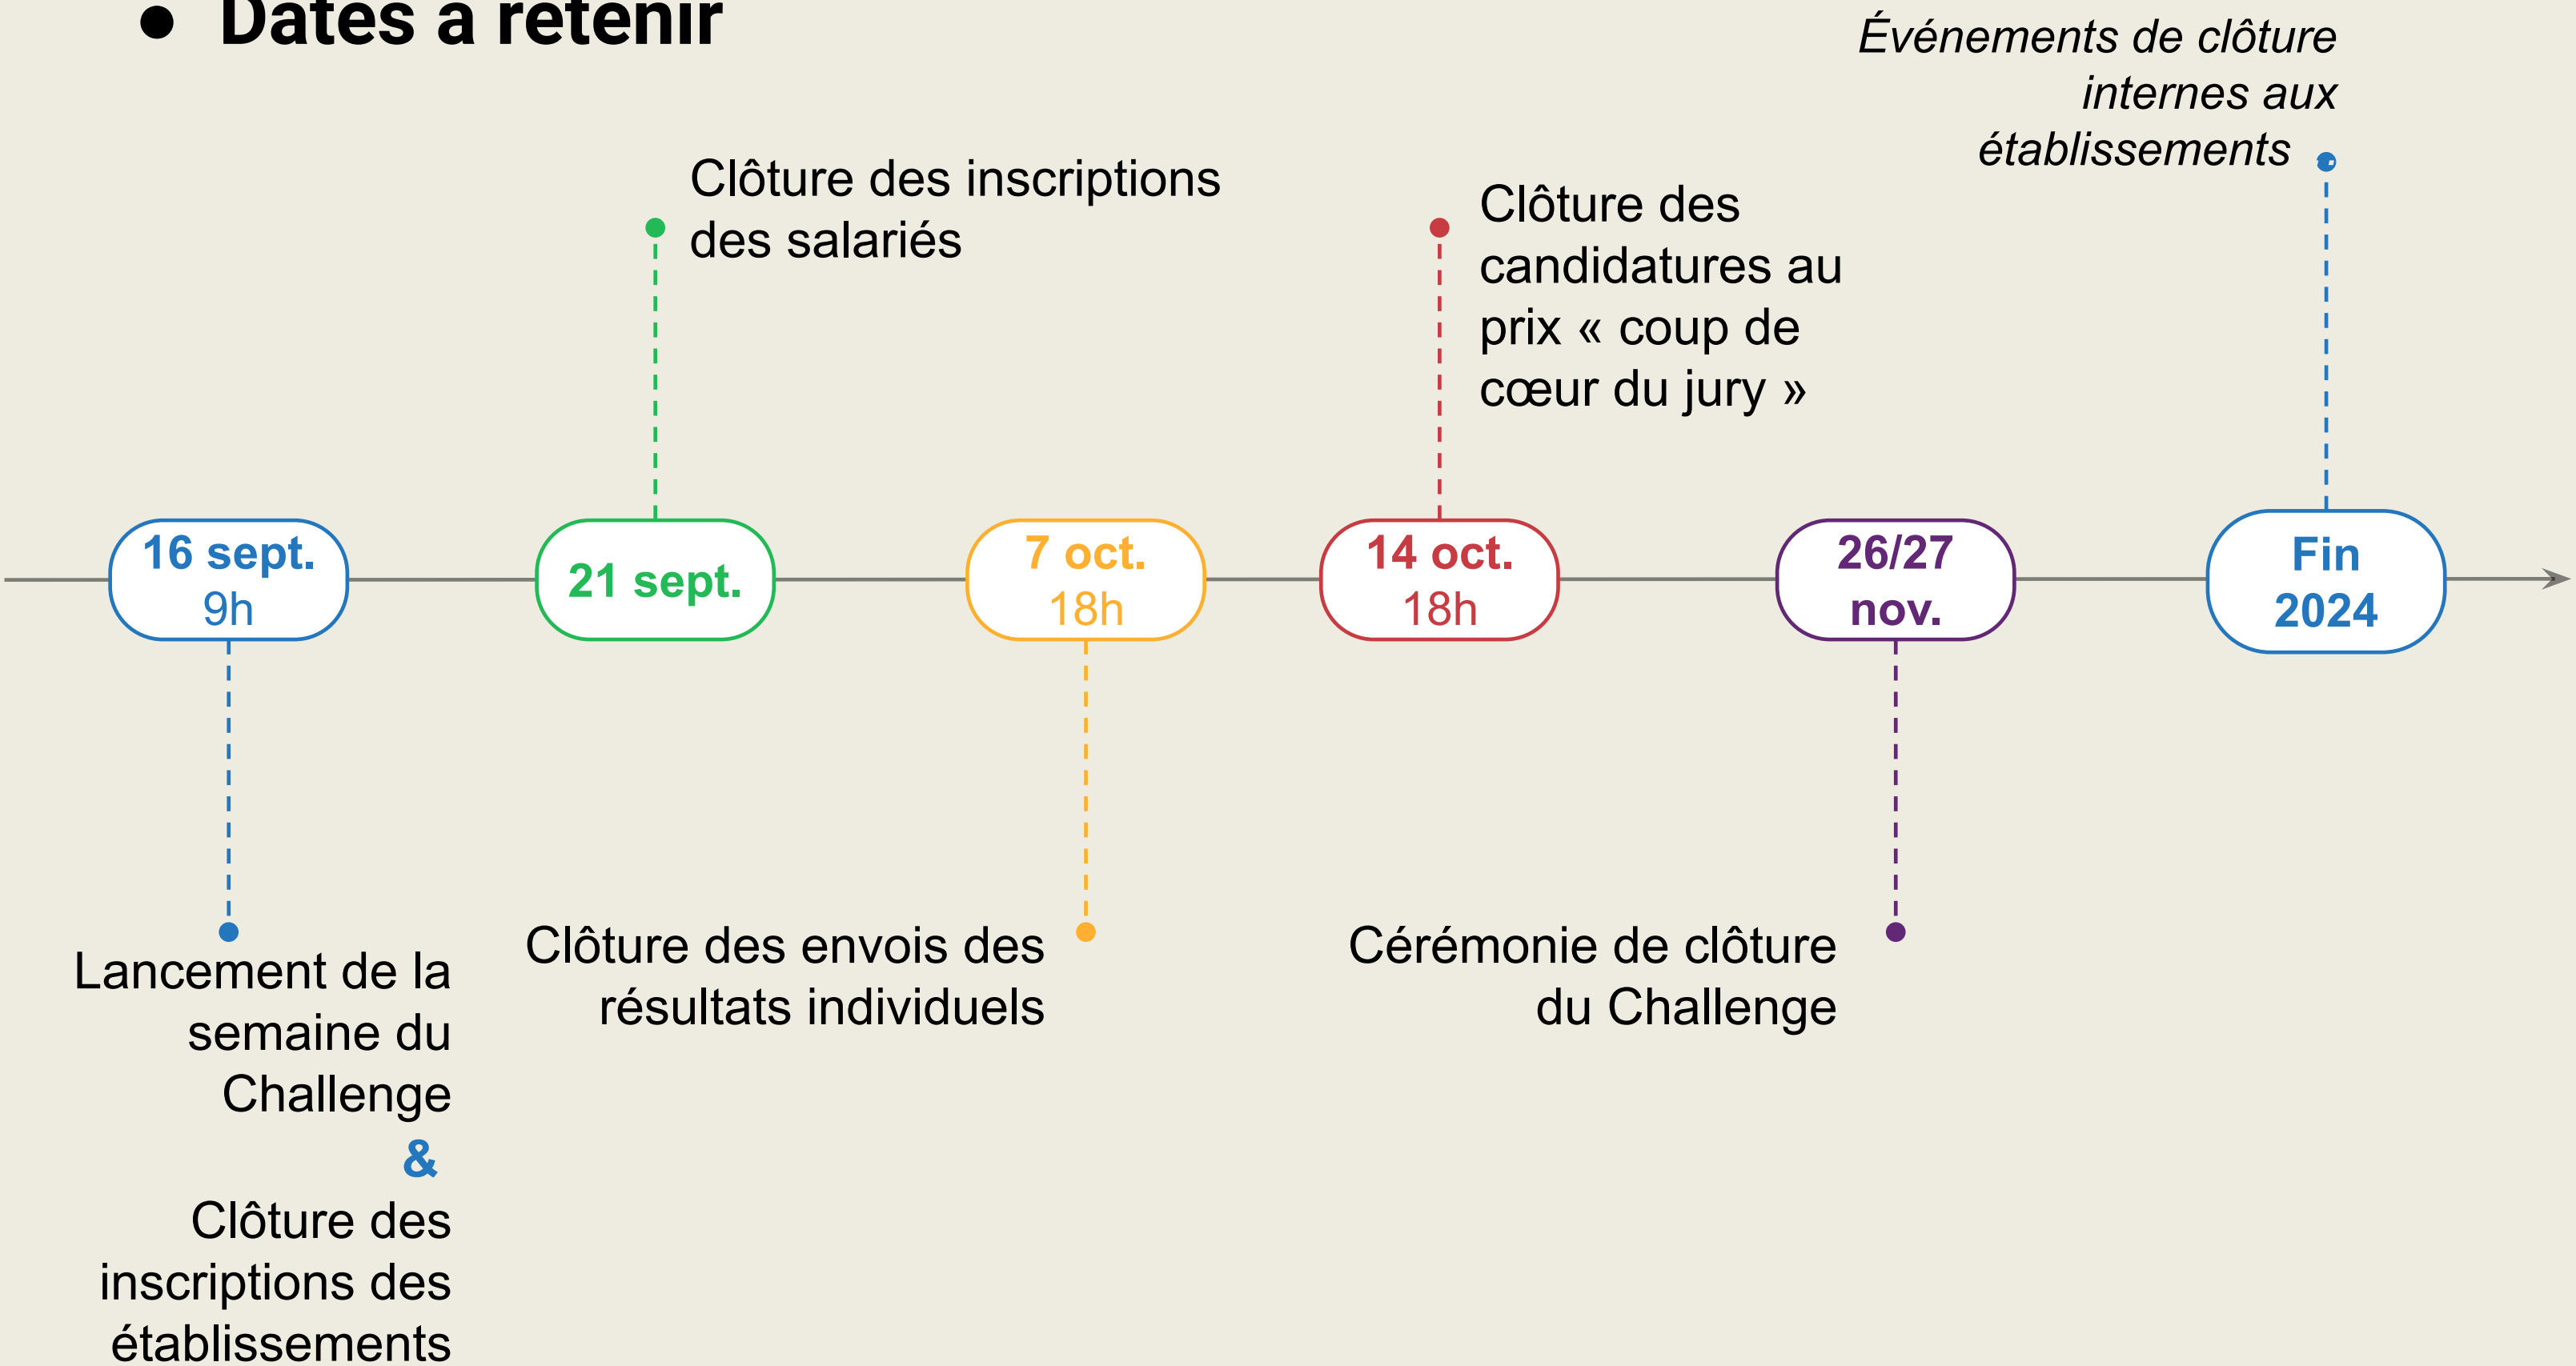 ● Dates à retenir
Événements de clôture
internes aux
établissements
Clôture des inscriptions
des salariés
Clôture des
candidatures au
prix « coup de
cœur du jury »
16 sept.
9h
21 sept.
7 oct.
18h
14 oct.
18h
26/27
nov.
Fin
2024
Lancement de la
semaine du
Challenge
&
Clôture des
inscriptions des
établissements
Clôture des envois des
résultats individuels
Cérémonie de clôture
du Challenge